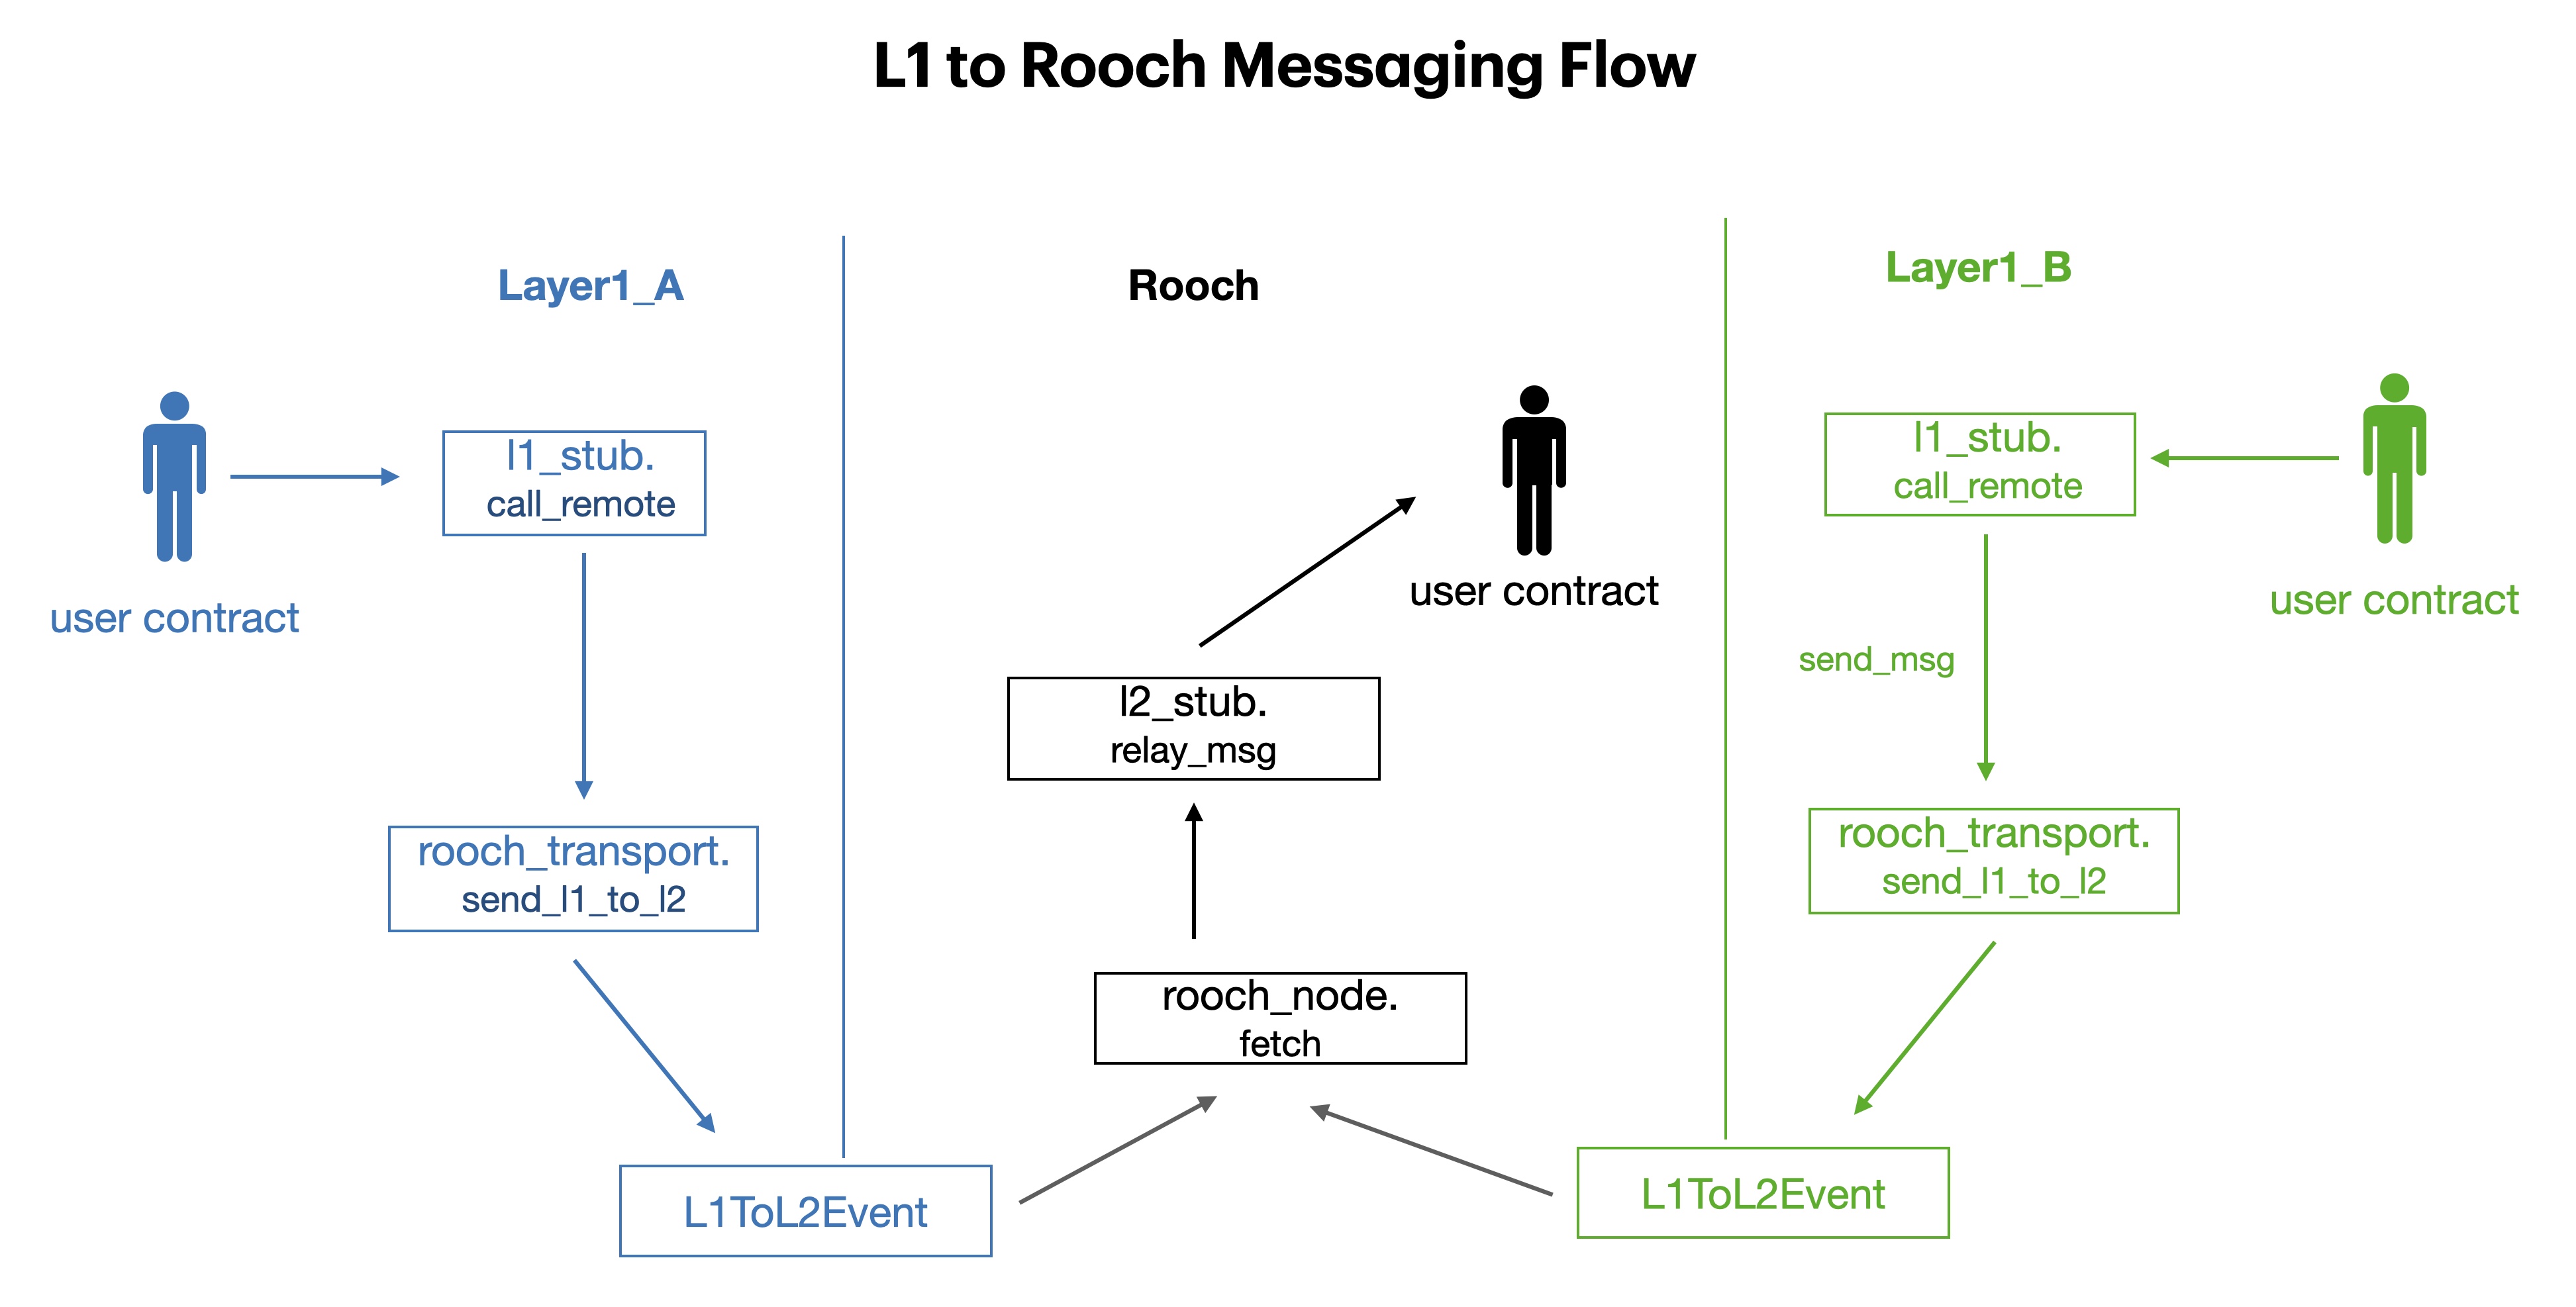 L1 to Rooch Messaging Flow
Layer1_A
Rooch
Layer1_B
l1_stub.
call_remote
user contract
rooch_transport.
send_l1_to_l2
L1ToL2Event
user contract
l2_stub.
relay_msg
rooch_node.
fetch
l1_stub.
call_remote
user contract
send_msg
rooch_transport.
send_l1_to_l2
L1ToL2Event